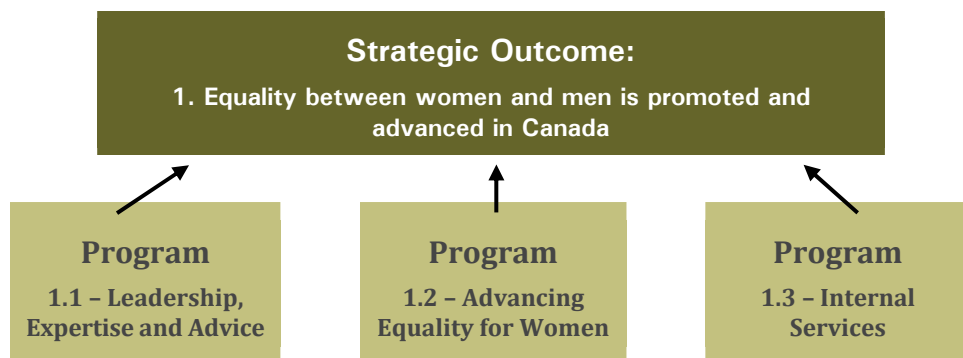 Strategic Outcome:
1. Equality between women and men is promoted and
advanced in Canada
Program
1.1 – Leadership,
Expertise and Advice
Program
1.2 – Advancing
Equality for Women
Program
1.3 – Internal
Services